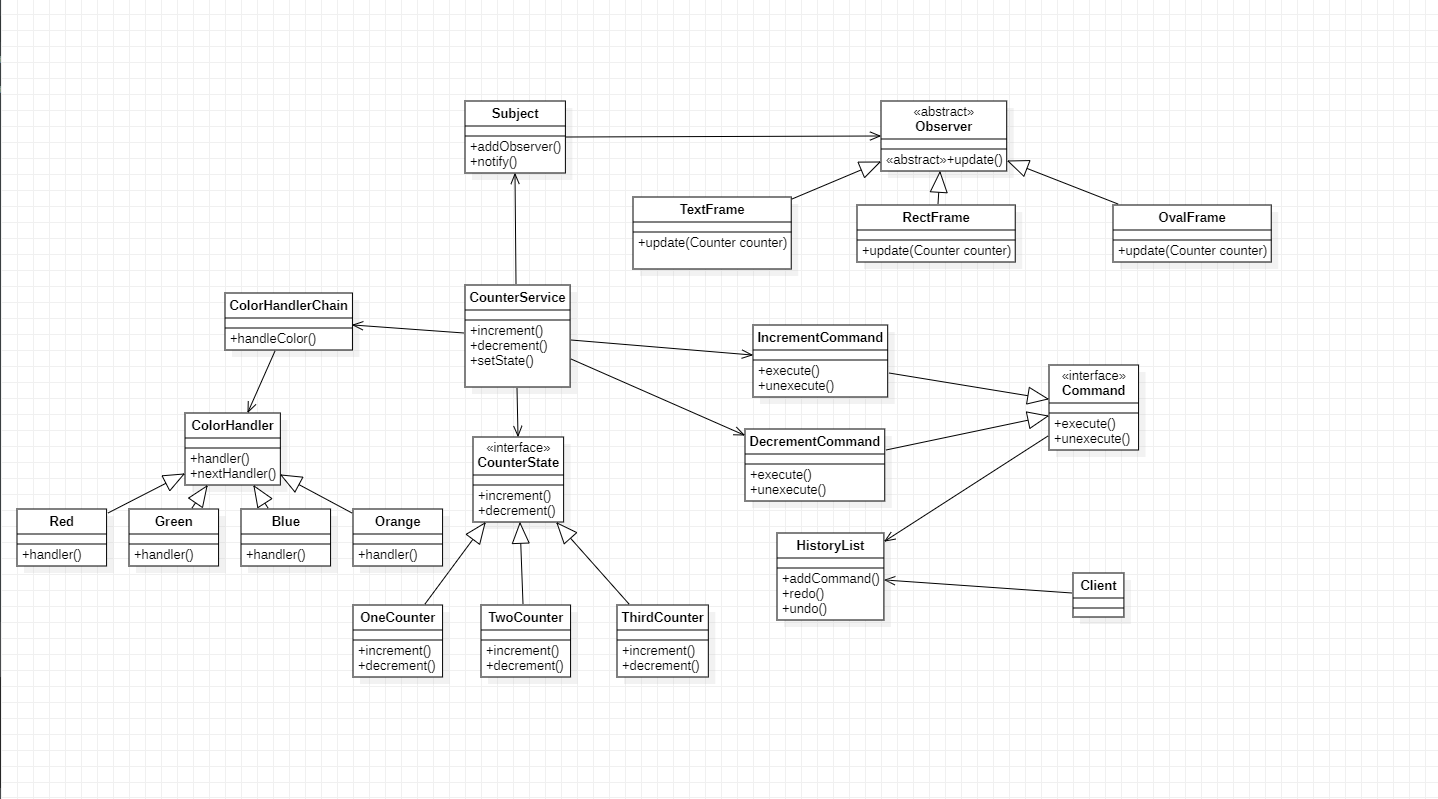 Subject
+addObserver()
+notify()
«abstract»
Observer
«abstract»+update()
TextFrame
+update(Counter counter)
RectFrame
+update(Counter counter)
OvalFrame
+update(Counter counter)
ColorHandlerChain
+handleColor()
CounterService
+increment()
+decrement()
+setState()
IncrementCommand
+execute()
+unexecute()
«interface»
Command
+execute()
+unexecute()
ColorHandler
+handler()
+nextHandler()
«interface»
CounterState
+increment()
+decrement()
DecrementCommand
+execute()
+unexecute()
Red
+handler()
Green
+handler()
Blue
+handler()
Orange
+handler()
HistoryList
+addCommand()
+redo()
+undo()
Client
OneCounter
+increment()
+decrement()
TwoCounter
+increment()
+decrement()
ThirdCounter
+increment()
+decrement()